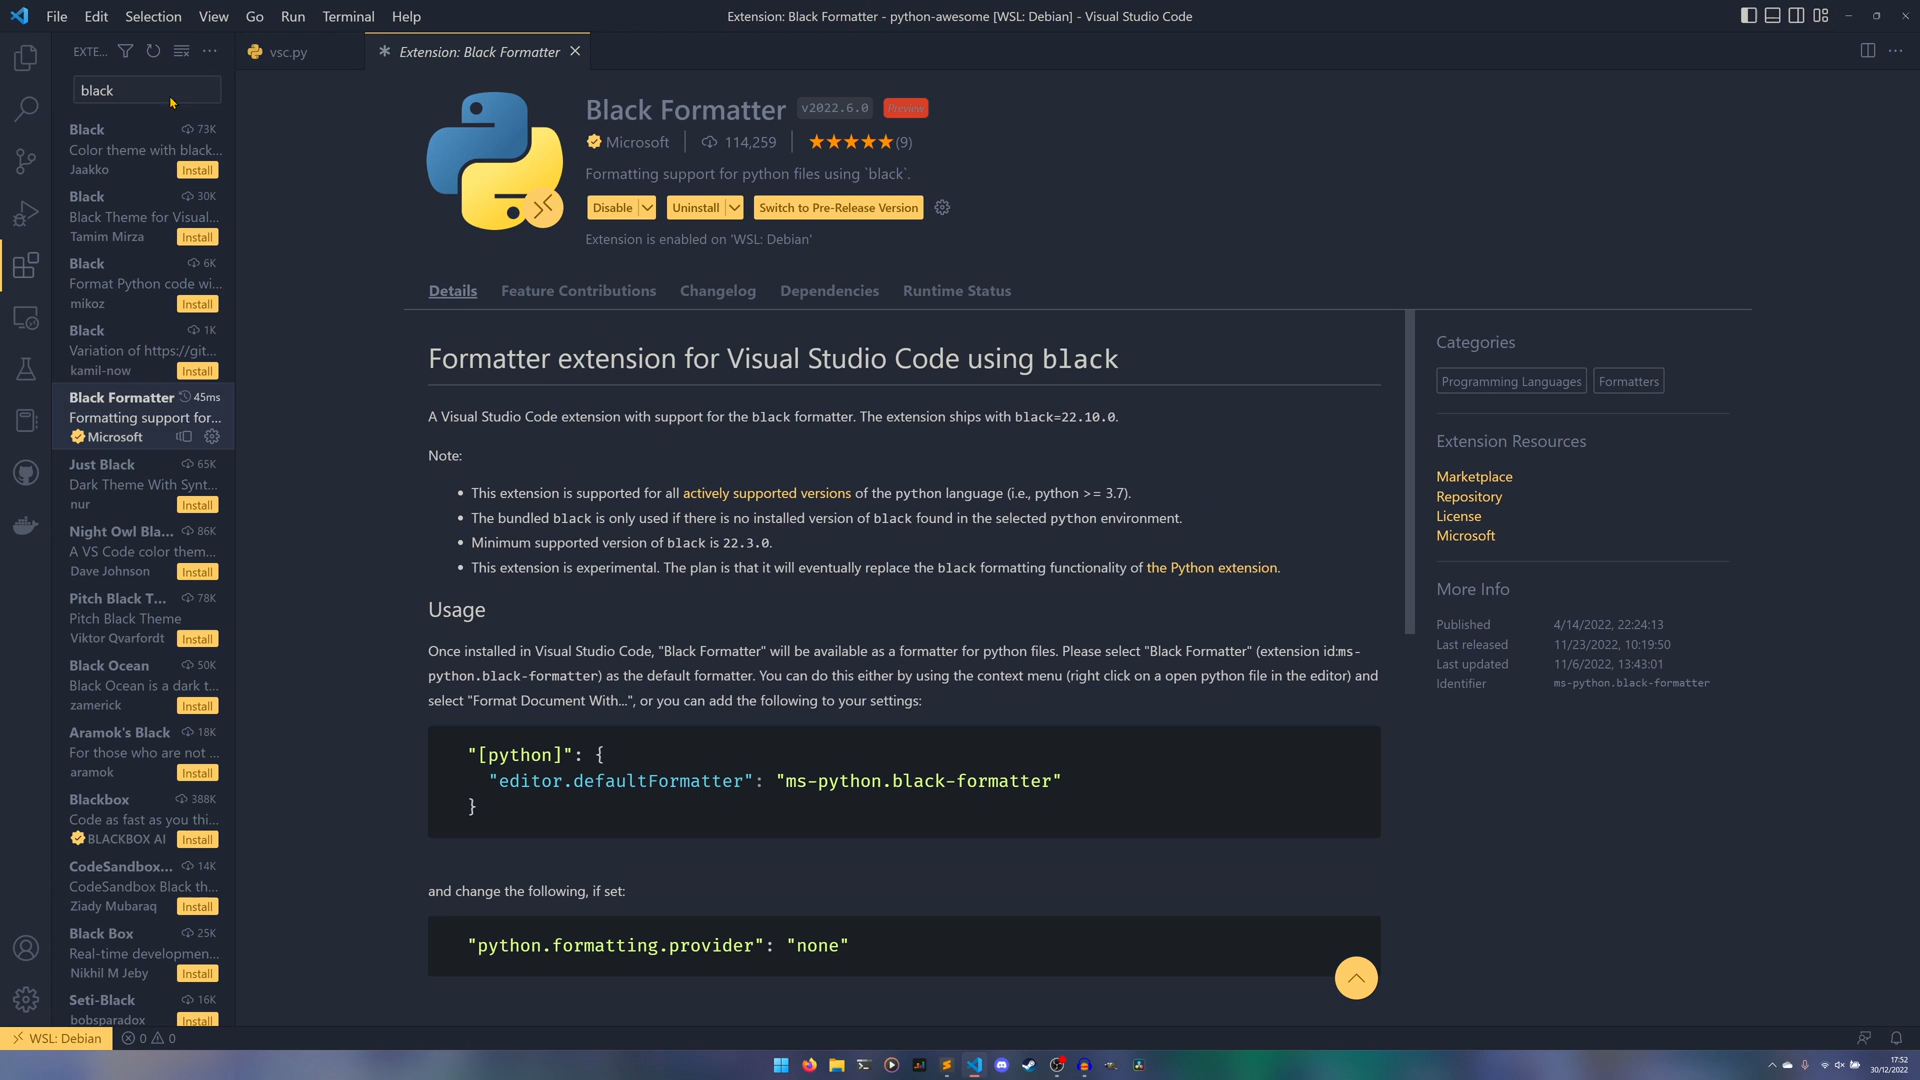 File Edit Selection View Go Run Terminal Help
Extension: Black Formatter - python-awesome [WSL: Debian] - Visual Studio Code
EXTE...
vsc.py
Extension: Black Formatter
black
Black 73K
Color theme with black...
Jaakko Install
Black 30K
Black Theme for Visual...
Tamim Mirza Install
Black 6K
Format Python code wi...
mikoz Install
Black 1K
Variation of https://git...
kamil-now Install
Black Formatter 45ms
Formatting support for...
Microsoft
Just Black 65K
Dark Theme With Synt...
nur Install
Night Owl Bla... 86K
A VS Code color them...
Dave Johnson Install
Pitch Black T... 78K
Pitch Black Theme
Viktor Qvarfordt Install
Black Ocean 50K
Black Ocean is a dark t...
zamerick Install
Aramok's Black 18K
For those who are not ...
aramok Install
Blackbox 388K
Code as fast as you thi...
BLACKBOX AI Install
CodeSandbox... 14K
CodeSandbox Black th...
Ziady Mubaraq Install
Black Box 25K
Real-time developmen...
Nikhil M Jeby Install
Seti-Black 16K
bobsparadox Install
Black Formatter v2022.6.0 Preview
Microsoft 114,259 (9)
Formatting support for python files using `black`.
Disable Uninstall Switch to Pre-Release Version
Extension is enabled on 'WSL: Debian'
Details Feature Contributions Changelog Dependencies Runtime Status
Formatter extension for Visual Studio Code using black
A Visual Studio Code extension with support for the black formatter. The extension ships with black=22.10.0.
Note:
• This extension is supported for all actively supported versions of the python language (i.e., python >= 3.7).
• The bundled black is only used if there is no installed version of black found in the selected python environment.
• Minimum supported version of black is 22.3.0.
• This extension is experimental. The plan is that it will eventually replace the black formatting functionality of the Python extension.
Usage
Once installed in Visual Studio Code, "Black Formatter" will be available as a formatter for python files. Please select "Black Formatter" (extension id:ms-
python.black-formatter) as the default formatter. You can do this either by using the context menu (right click on a open python file in the editor) and
select "Format Document With...", or you can add the following to your settings:
"[python]": {
"editor.defaultFormatter": "ms-python.black-formatter"
}
and change the following, if set:
"python.formatting.provider": "none"
Categories
Programming Languages Formatters
Extension Resources
Marketplace
Repository
License
Microsoft
More Info
Published 4/14/2022, 22:24:13
Last released 11/23/2022, 10:19:50
Last updated 11/6/2022, 13:43:01
Identifier ms-python.black-formatter
WSL: Debian 0 0
17:52
30/12/2022